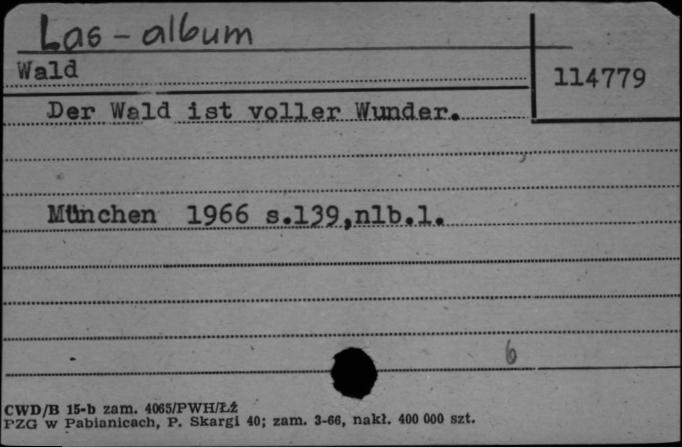 Las - album
Wald
114779
Der Wald ist voller Wunder.
München 1966 s.139,nlb.1.
6
CWD/B 15-b zam. 4065/PWH/Łź
PZG w Pabianicach, P. Skargi 40; zam. 3-66, nakł. 400 000 szt.